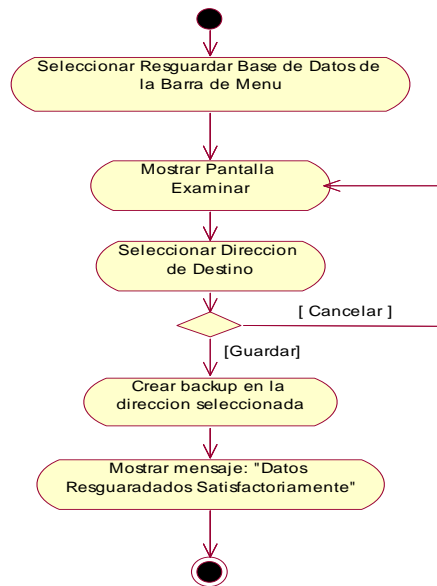 Seleccionar Resguardar Base de Datos de
la Barra de Menu
Mostrar Pantalla
Examinar
Seleccionar Direccion
de Destino
[ Cancelar ]
[Guardar]
Crear backup en la
direccion seleccionada
Mostrar mensaje: "Datos
Resguaradados Satisfactoriamente"